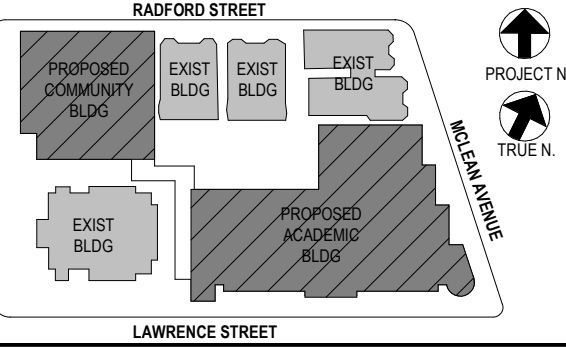 RADFORD STREET
PROPOSED
COMMUNITY
BLDG
EXIST
BLDG
EXIST
BLDG
EXIST
BLDG
PROJECT N
TRUE N.
MCLEAN AVENUE
EXIST
BLDG
PROPOSED
ACADEMIC
BLDG
LAWRENCE STREET